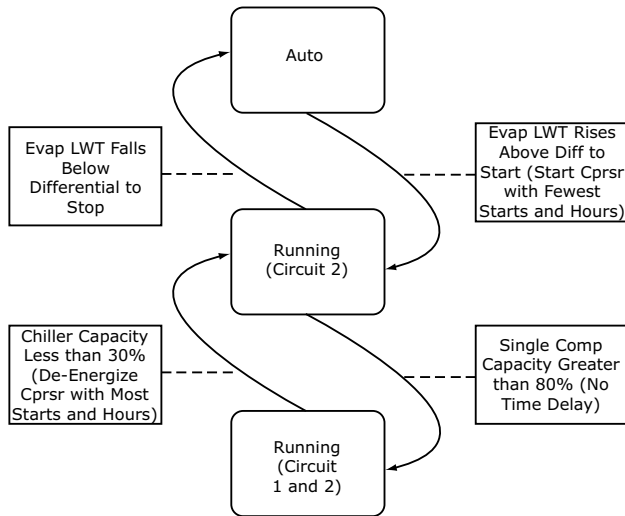 Auto
Evap LWT Falls
Below
Differential to
Stop
Evap LWT Rises
Above Diff to
Start (Start Cprsr
with Fewest
Starts and Hours)
Running
(Circuit 2)
Chiller Capacity
Less than 30%
(De-Energize
Cprsr with Most
Starts and Hours)
Single Comp
Capacity Greater
than 80% (No
Time Delay)
Running
(Circuit
1 and 2)